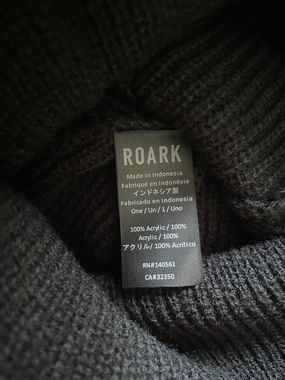 ROARK
Made in Indonesia
Fabriqué en Indonésie
インドネシア製
Fabricado en Indonesia
One / Un / 1 / Uno
100% Acrylic / 100%
Acrylic / 100%
アクリル/ 100% Acrílico
RN#140561
CA#32350